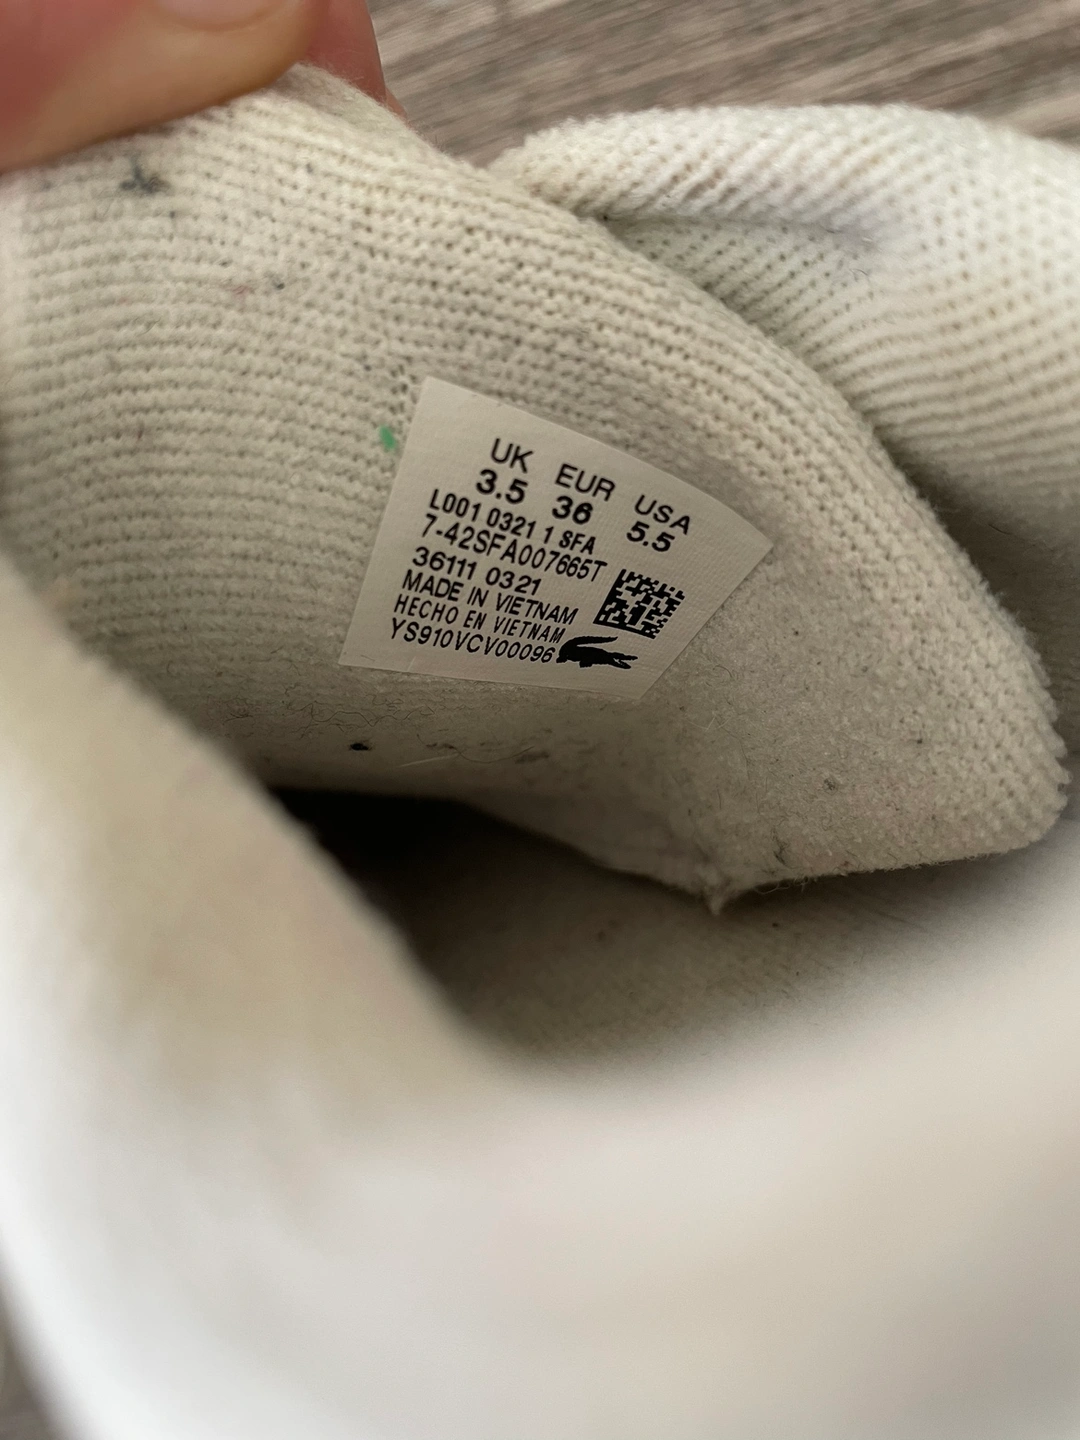 UK EUR USA
3.5 36 5.5
L001 0321 1 SFA
7-42SFA007665T
36111 0321
MADE IN VIETNAM
HECHO EN VIETNAM
YS910VCV00096